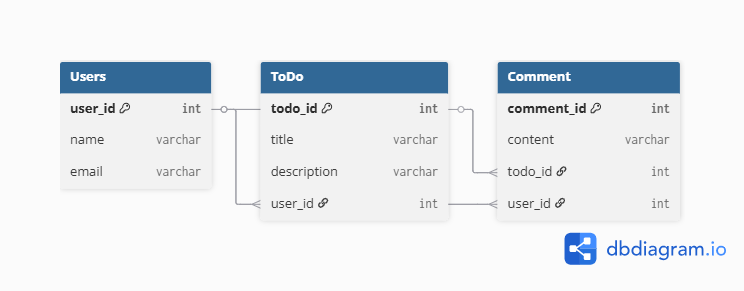 Users
user_id int
name varchar
email varchar
ToDo
todo_id int
title varchar
description varchar
user_id int
Comment
comment_id int
content varchar
todo_id int
user_id int
dbdiagram.io